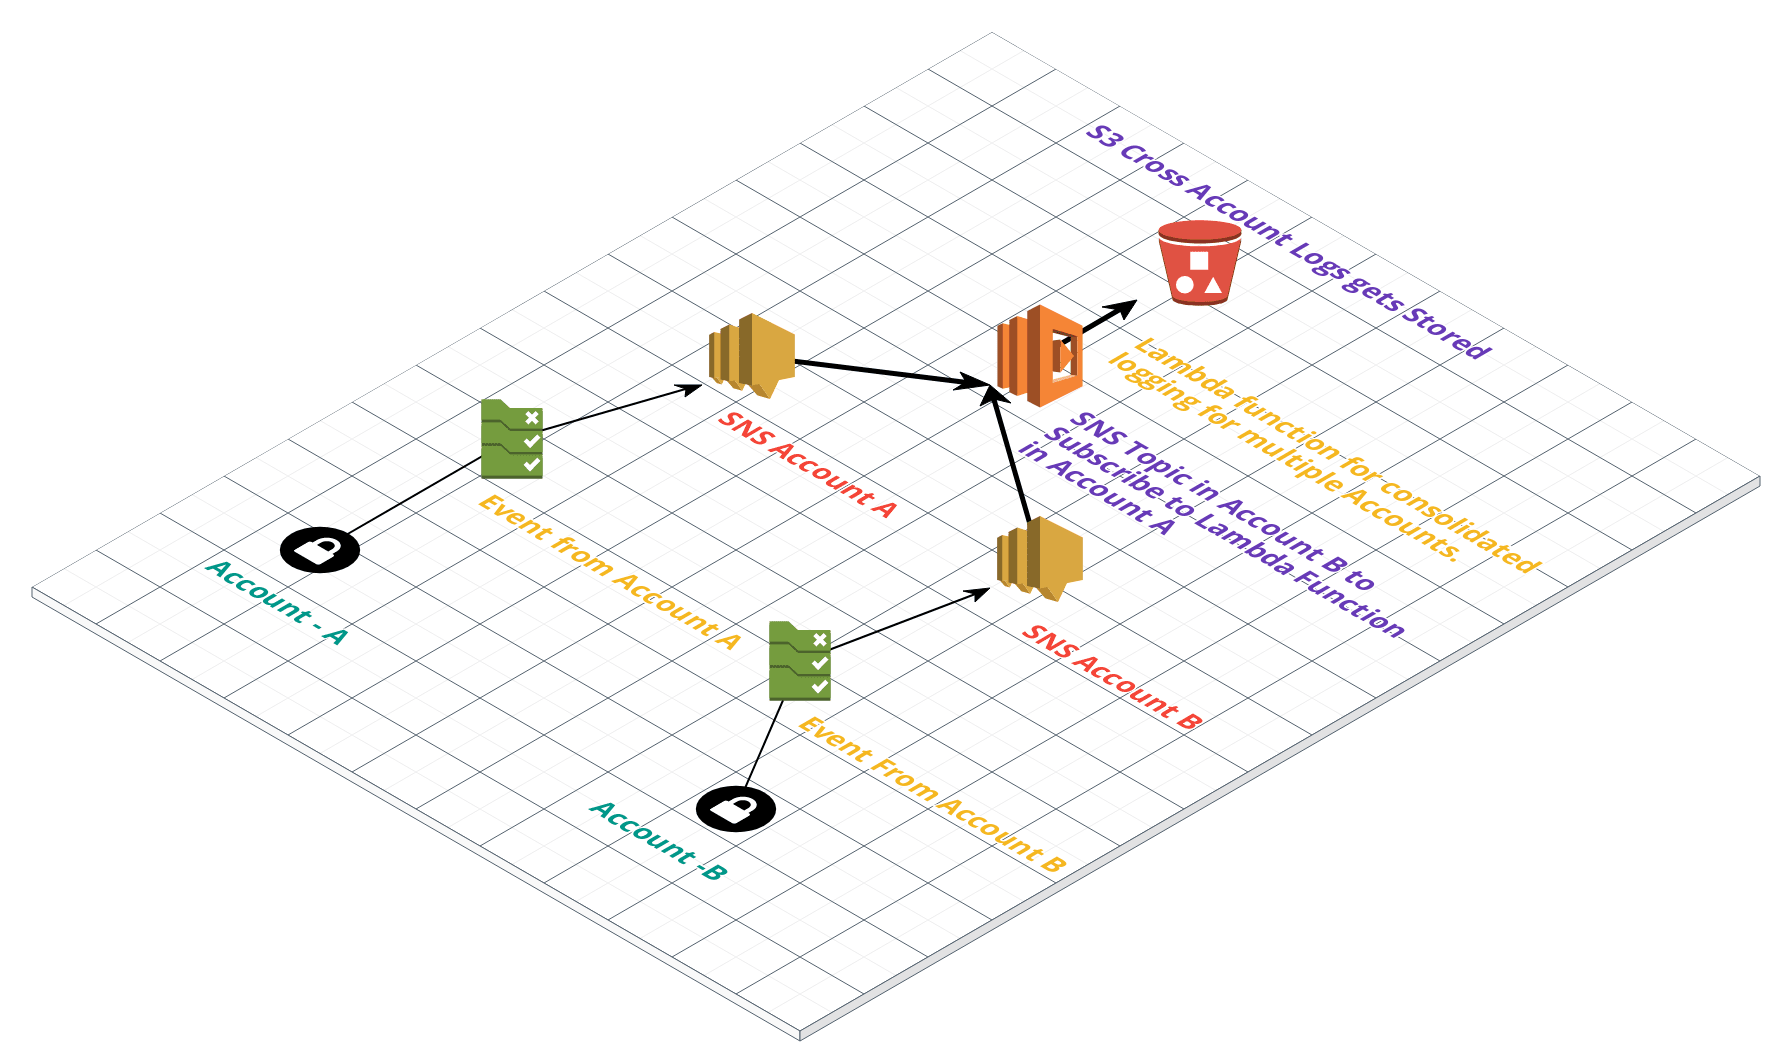 S3 Cross Account Logs gets Stored
Lambda function for consolidated
logging for multiple Accounts.
SNS Topic in Account B to
Subscribe to Lambda Function
in Account A
SNS Account A
Event from Account A
Account - A
SNS Account B
Event From Account B
Account -B